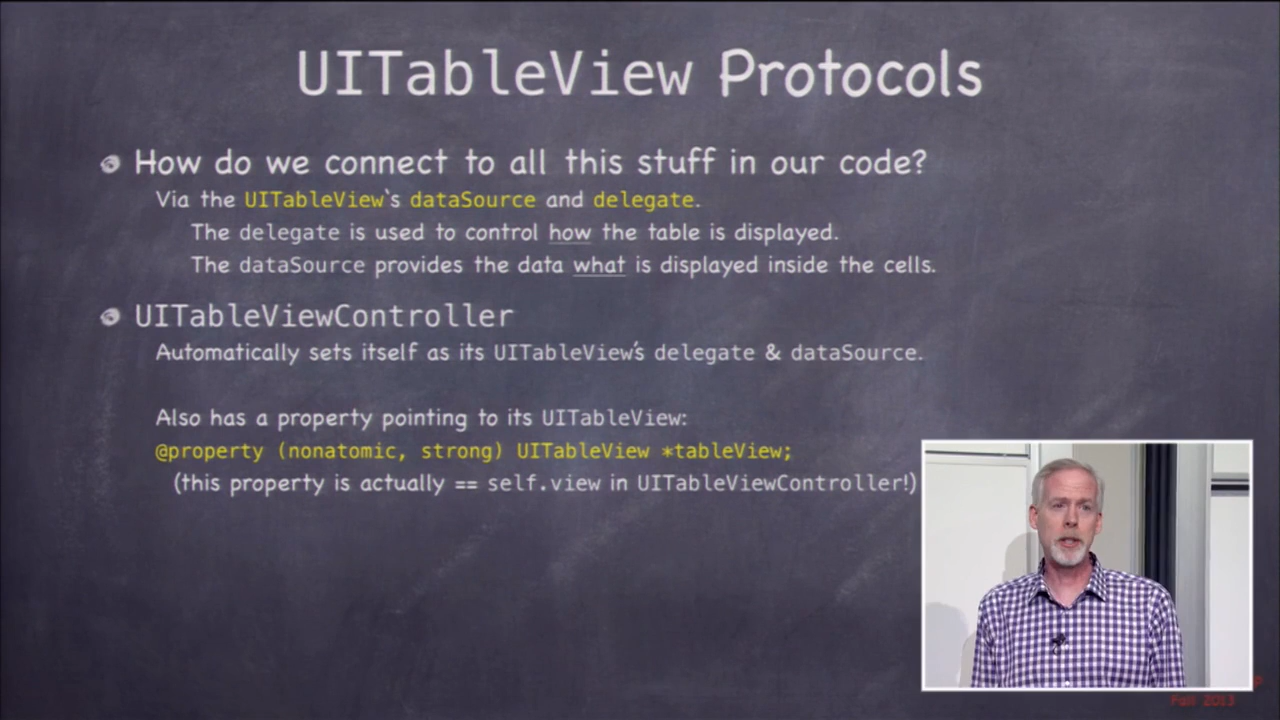 UITableView Protocols
How do we connect to all this stuff in our code?
Via the UITableView‵s dataSource and delegate.
The delegate is used to control how the table is displayed.
The dataSource provides the data what is displayed inside the cells.
UITableViewController
Automatically sets itself as its UITableView's delegate & dataSource.
Also has a property pointing to its UITableView:
@property (nonatomic, strong) UITableView *tableView;
(this property is actually == self.view in UITableViewController!)
Fall 2013